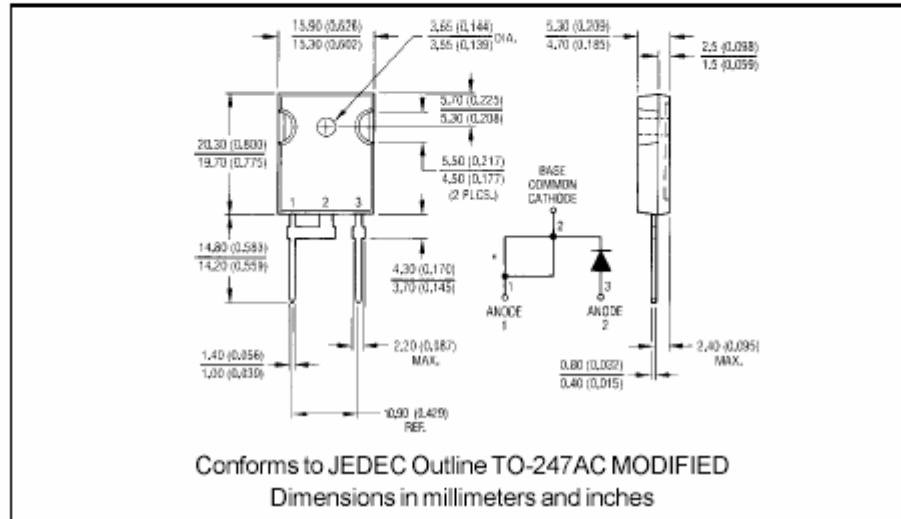 15.90 (0.626)
15.30 (0.602)
3.65 (0.144)
3.55 (0.139)
DIA.
5.30 (0.209)
4.70 (0.185)
2.5 (0.098)
1.5 (0.059)
5.70 (0.225)
5.30 (0.208)
20.30 (0.800)
19.70 (0.775)
5.50 (0.217)
4.50 (0.177)
(2 PLCS.)
BASE
COMMON
CATHODE
1 2 3
2
14.80 (0.583)
14.20 (0.559)
4.30 (0.170)
3.70 (0.145)
*
1
3
ANODE
1
ANODE
2
1.40 (0.056)
1.00 (0.039)
2.20 (0.087)
MAX.
2.40 (0.095)
MAX.
0.80 (0.032)
0.40 (0.015)
10.90 (0.429)
REF.
Conforms to JEDEC Outline TO-247AC MODIFIED
Dimensions in millimeters and inches